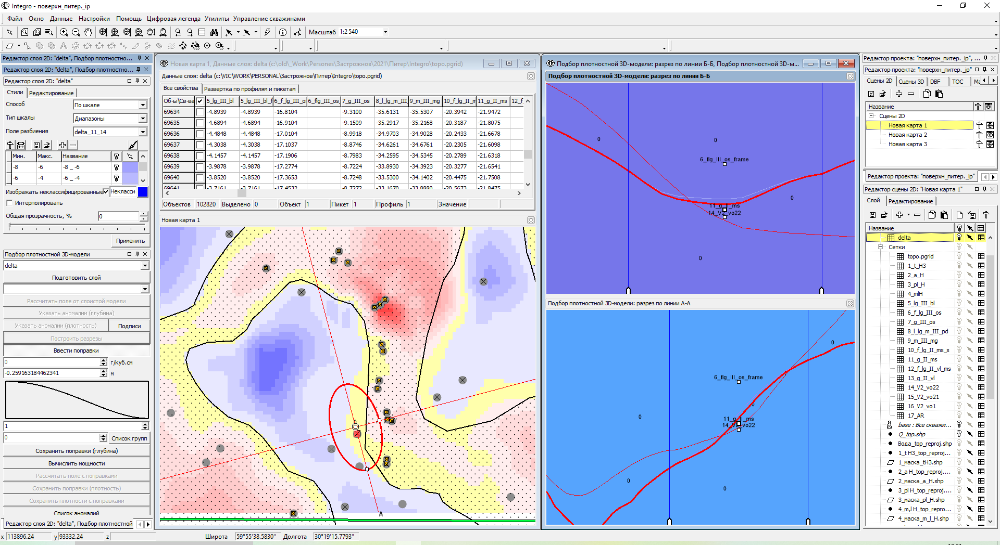 Integro - поверхн_питер._ip
Файл Окно Данные Настройки Помощь Цифровая легенда Утилиты Управление скважинами
Масштаб 1:2 540
Редактор слоя 2D: "delta", Подбор плотностно...
Редактор слоя 2D: "delta", Подбор плотностно...
Редактор слоя 2D: "delta"
Стили Редактирование
Способ По шкале
Тип шкалы Диапазоны
Поле разбиения delta_11_14
Мин. Макс. Название
-8 -6 -8 _ -6
-6 -4 -6 _ -4
Изображать неклассифицированные Некласси
Интерполировать
Общая прозрачность, % 0
Применить
Подбор плотностной 3D-модели
delta
Подготовить слой
Рассчитать поле от слоистой модели
Указать аномалии (глубина)
Указать аномалии (плотность) Подписи
Построить разрезы
Ввести поправки
0 г/куб.см
-0.259163184462341 м
1
0 Список групп
Сохранить поправки (глубина)
Вычислить мощности
Рассчитать поле с поправками
Сохранить поправки (плотность)
Сохранить плотности с поправками
Список аномалий
Редактор слоя 2D: "delta", Подбор плотностной
Новая карта 1, Данные слоя: delta (c:\old\_Work\Persones\Застрожнов\2021\Питер\Integro\topo.pgrid)
Данные слоя: delta (c:\VIC\WORK\PERSONAL\Застрожнов\Питер\Integro\topo.pgrid)
Все свойства Развертка по профилям и пикетам
Об-ы\Св-ва 5_lg_III_bl 5_lg_III_bl_f 6_f_lg_III_os 6_flg_III_os_ 7_g_III_os 8_l_lg_m_III_ 9_m_III_mg 10_f_lg_II_m 11_g_II_ms 12_f_
69634 -4.8939 -4.8939 -16.8104 -9.3100 -35.6131 -35.5307 -20.3942 -21.9472
69635 -4.6894 -4.6894 -16.9104 -9.1509 -35.2917 -35.2168 -20.3187 -21.8075
69636 -4.4848 -4.4848 -17.0104 -8.9918 -34.9703 -34.9028 -20.2433 -21.6678
69637 -4.3038 -4.3038 -17.1037 -8.8746 -34.6261 -34.6761 -20.2305 -21.6098
69638 -4.1457 -4.1457 -17.1906 -8.7983 -34.2595 -34.5345 -20.2789 -21.6318
69639 -3.9878 -3.9878 -17.2774 -8.7224 -33.8930 -34.3923 -20.3277 -21.6541
69640 -3.8520 -3.8520 -17.3653 -8.7248 -33.5300 -34.1402 -20.4475 -21.7508
69641 -3.7161 -3.7161 -17.4532 -8.7272 -33.1670 -33.8880 -20.5673 -21.8475
Объектов 102820 Выделено 0 Объект 1 Пикет 1 Профиль 1 Значение
Новая карта 1
А
Подбор плотностной 3D-модели: разрез по линии Б-Б, Подбор плотностной 3D-м...
Подбор плотностной 3D-модели: разрез по линии Б-Б
0
0
6_flg_III_os_frame
0
11_g_II_ms
14_V2_vo22
0
Подбор плотностной 3D-модели: разрез по линии А-А
0
6_flg_III_os_frame
0
0
11_g_II_ms
14_V2_vo22
0
0
Редактор проекта: "поверхн_питер._ip", ...
Редактор проекта: "поверхн_питер._ip"
Сцены 2D Сцены 3D DBF ТОС Ма
Название
Сцены 2D
Новая карта 1
Новая карта 2
Новая карта 3
Редактор проекта: "поверхн_питер._ip"
Редактор сцены 2D: "Новая карта 1"
Слой Редактирование
Название
delta
Сетки
topo.pgrid
1_t_H3
2_a_H
3_pl_H
4_mlH
5_lg_III_bl
6_f_lg_III_os
7_g_III_os
8_l_lg_m_III_pd
9_m_III_mg
10_f_lg_II_ms_s
11_g_II_ms
12_f_lg_II_vl_ms
13_g_II_vl
14_V2_vo22
15_V2_vo21
16_V2_vo1
17_AR
base : Все скважи...
Q_top.shp
Вода_top_reproj.shp
1_t H3_top_reproj...
1_маска_tH3.shp
2_a H_top_reproj....
2_маска_a_H.shp
3_pl H_top_reproj....
3_маска_pl_H.shp
4_m,l H_top_repro...
4_маска_m_l_H.shp
x 113896.24 y 93332.24 z Широта 59°55'38.5830" Долгота 30°19'15.7793"